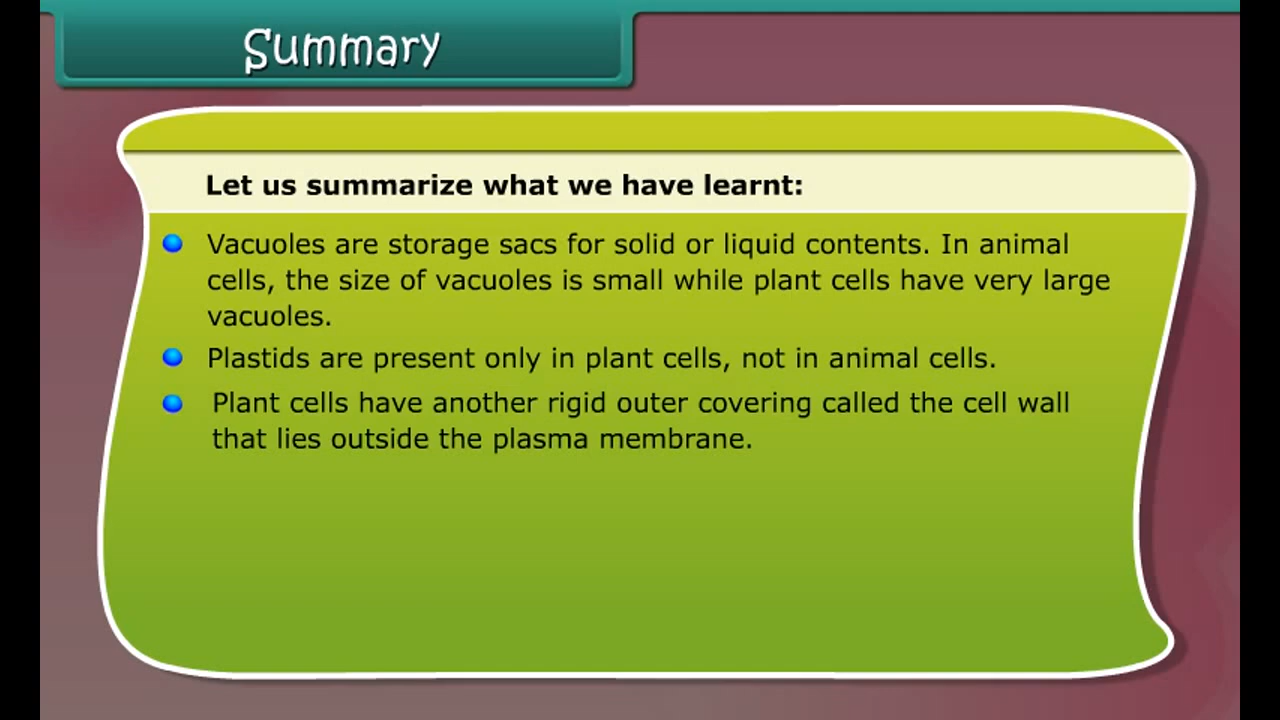 Summary
Let us summarize what we have learnt:
Vacuoles are storage sacs for solid or liquid contents. In animal
cells, the size of vacuoles is small while plant cells have very large
vacuoles.
Plastids are present only in plant cells, not in animal cells.
Plant cells have another rigid outer covering called the cell wall
that lies outside the plasma membrane.